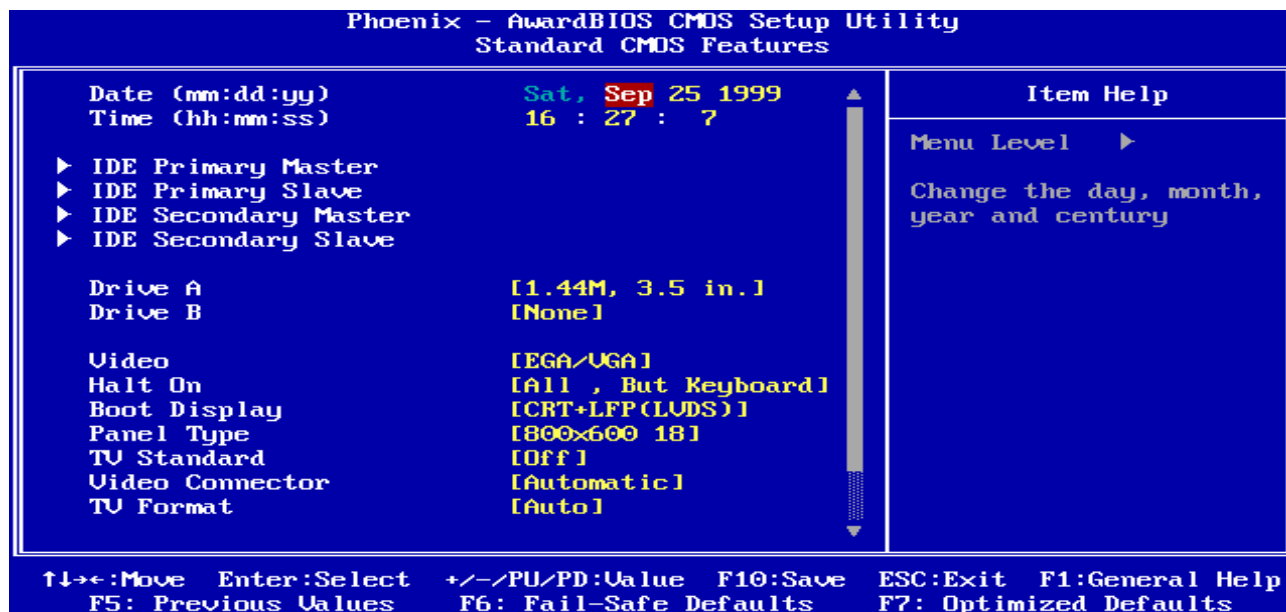 Phoenix - AwardBIOS CMOS Setup Utility
Standard CMOS Features
Date (mm:dd:yy) Sat, Sep 25 1999
Time (hh:mm:ss) 16 : 27 : 7
IDE Primary Master
IDE Primary Slave
IDE Secondary Master
IDE Secondary Slave
Drive A [1.44M, 3.5 in.]
Drive B [None]
Video [EGA/VGA]
Halt On [All , But Keyboard]
Boot Display [CRT+LFP(LVDS)]
Panel Type [800x600 18]
TV Standard [Off]
Video Connector [Automatic]
TV Format [Auto]
Item Help
Menu Level
Change the day, month,
year and century
↑↓→←:Move Enter:Select +/-/PU/PD:Value F10:Save ESC:Exit F1:General Help
F5: Previous Values F6: Fail-Safe Defaults F7: Optimized Defaults